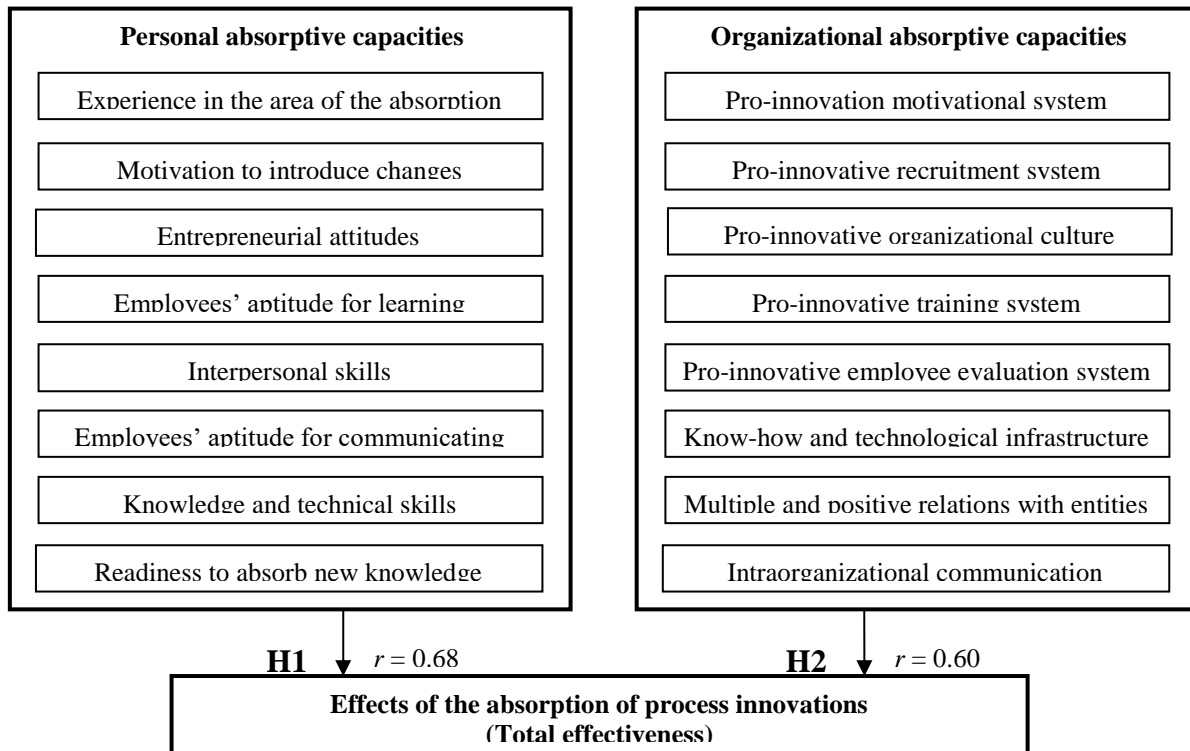 Personal absorptive capacities
Experience in the area of the absorption
Motivation to introduce changes
Entrepreneurial attitudes
Employees’ aptitude for learning
Interpersonal skills
Employees’ aptitude for communicating
Knowledge and technical skills
Readiness to absorb new knowledge
Organizational absorptive capacities
Pro-innovation motivational system
Pro-innovative recruitment system
Pro-innovative organizational culture
Pro-innovative training system
Pro-innovative employee evaluation system
Know-how and technological infrastructure
Multiple and positive relations with entities
Intraorganizational communication
H1 r = 0.68
H2 r = 0.60
Effects of the absorption of process innovations
(Total effectiveness)